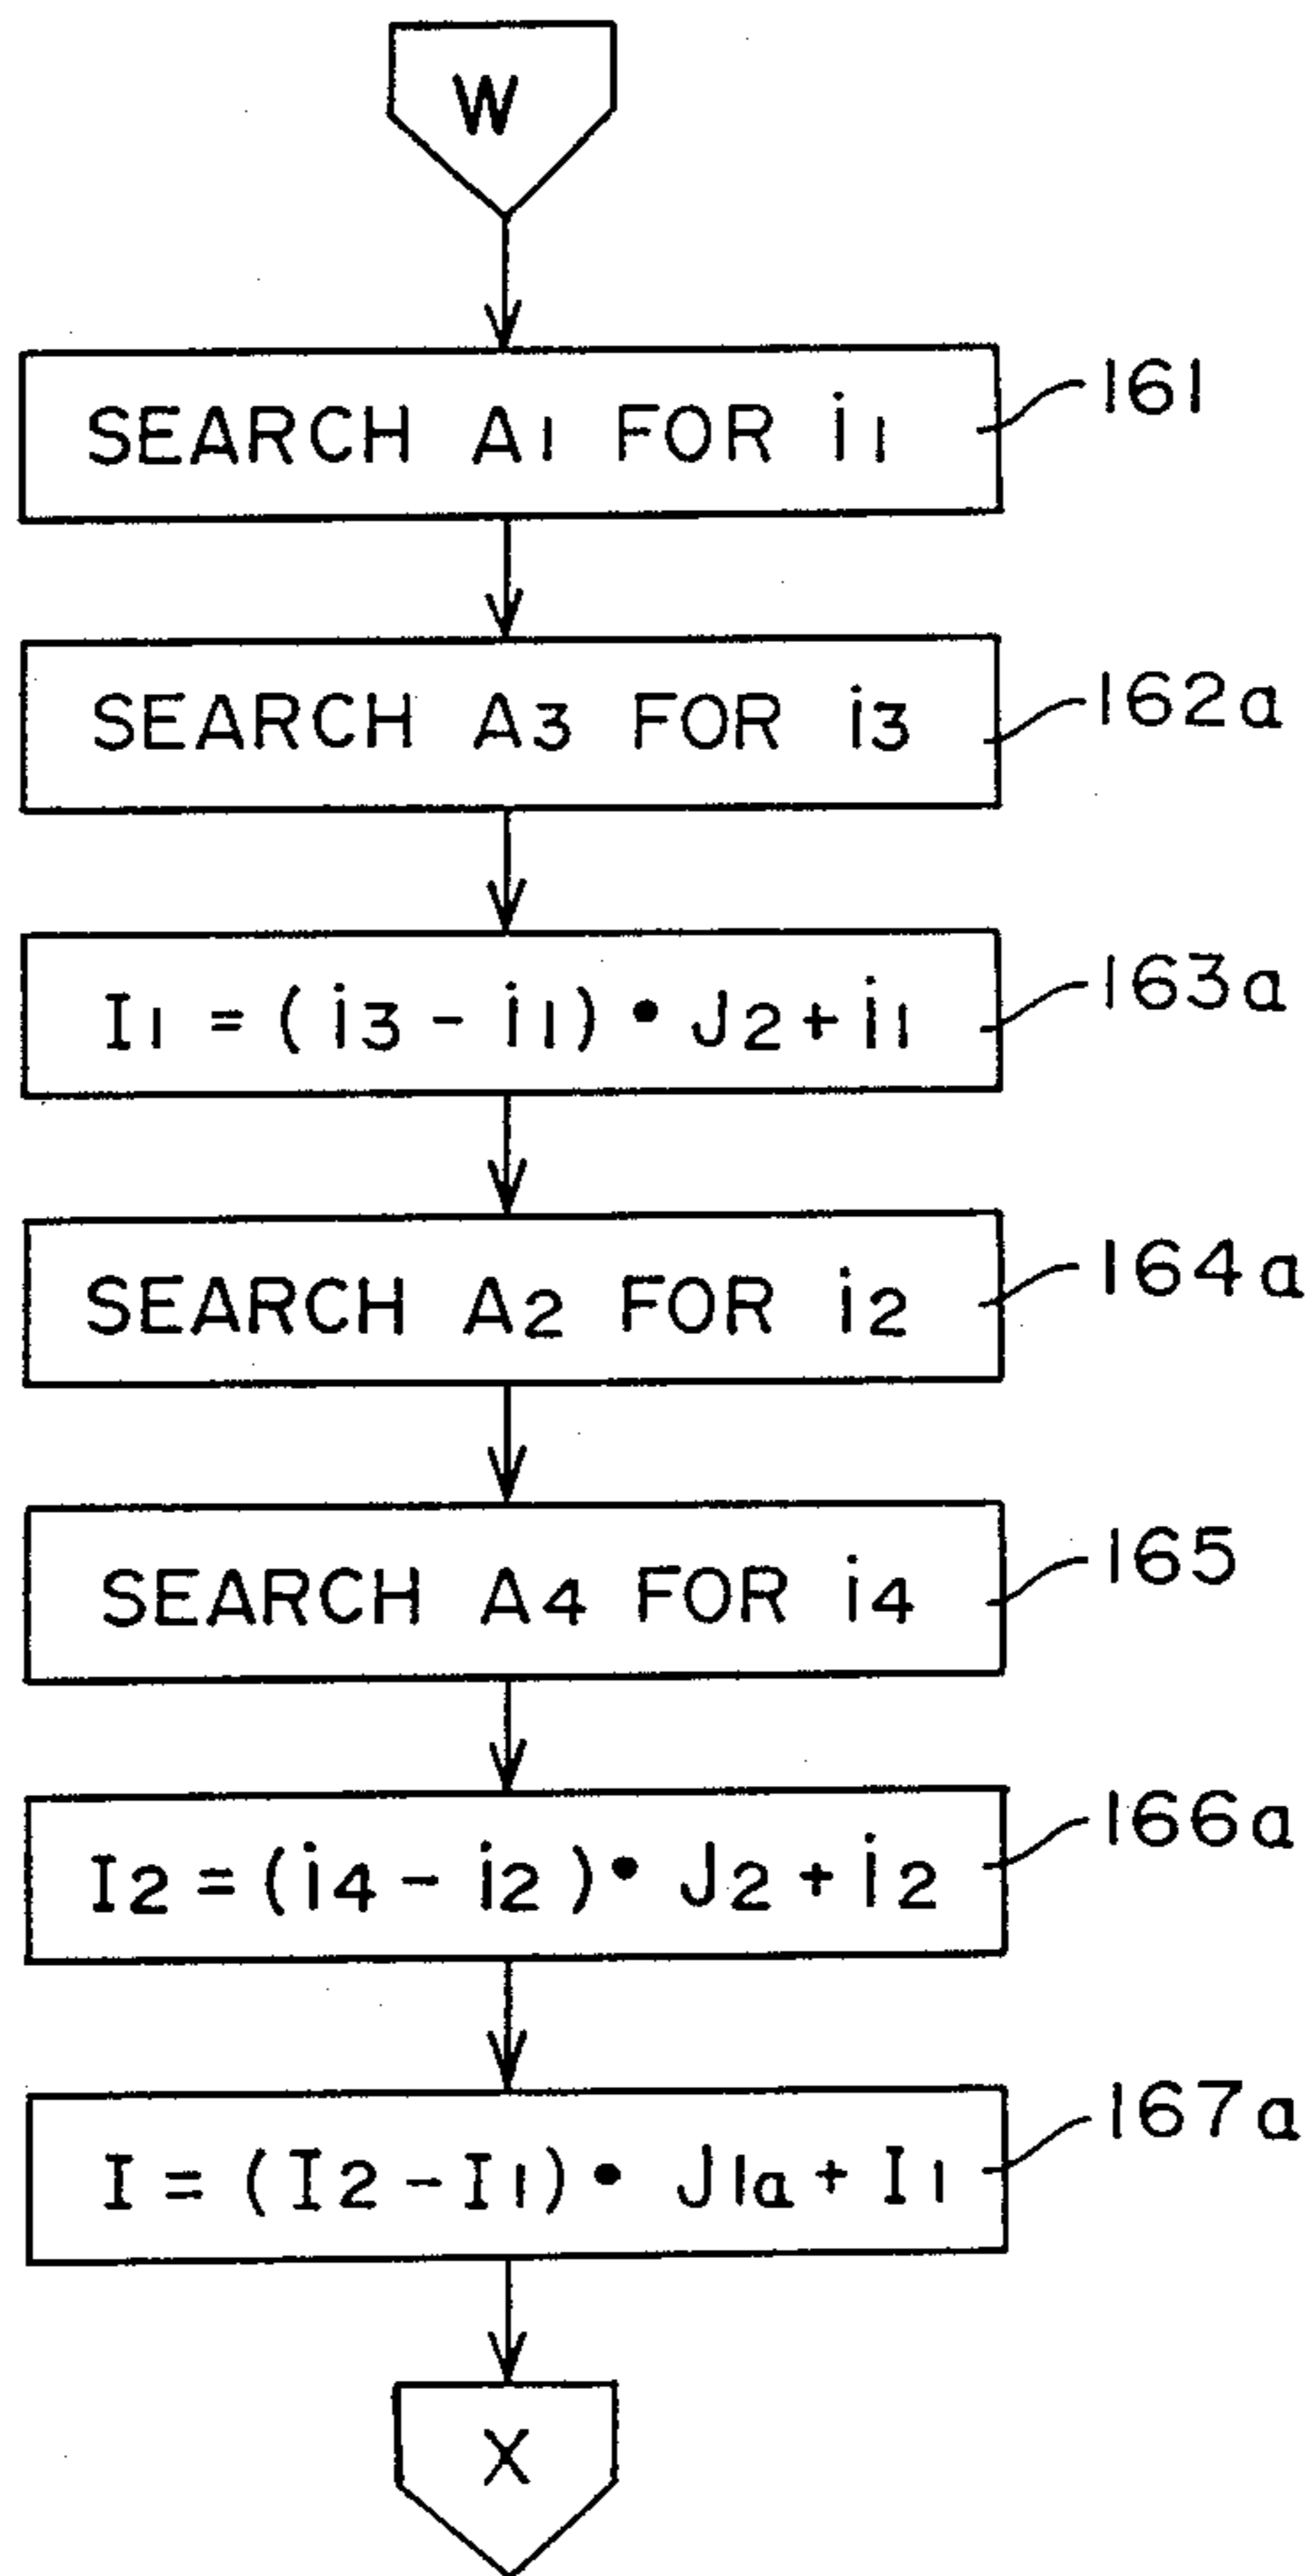 W
SEARCH A1 FOR i1 161
SEARCH A3 FOR i3 162a
I1 = (i3 - i1) • J2 + i1 163a
SEARCH A2 FOR i2 164a
SEARCH A4 FOR i4 165
I2 = (i4 - i2) • J2 + i2 166a
I = (I2 - I1) • J1a + I1 167a
X